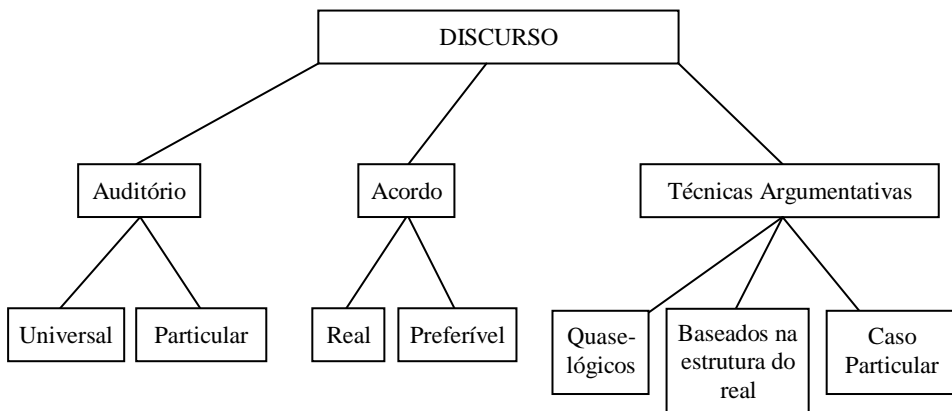 DISCURSO
Auditório
Acordo
Técnicas Argumentativas
Universal
Particular
Real
Preferível
Quase-
lógicos
Baseados na
estrutura do
real
Caso
Particular